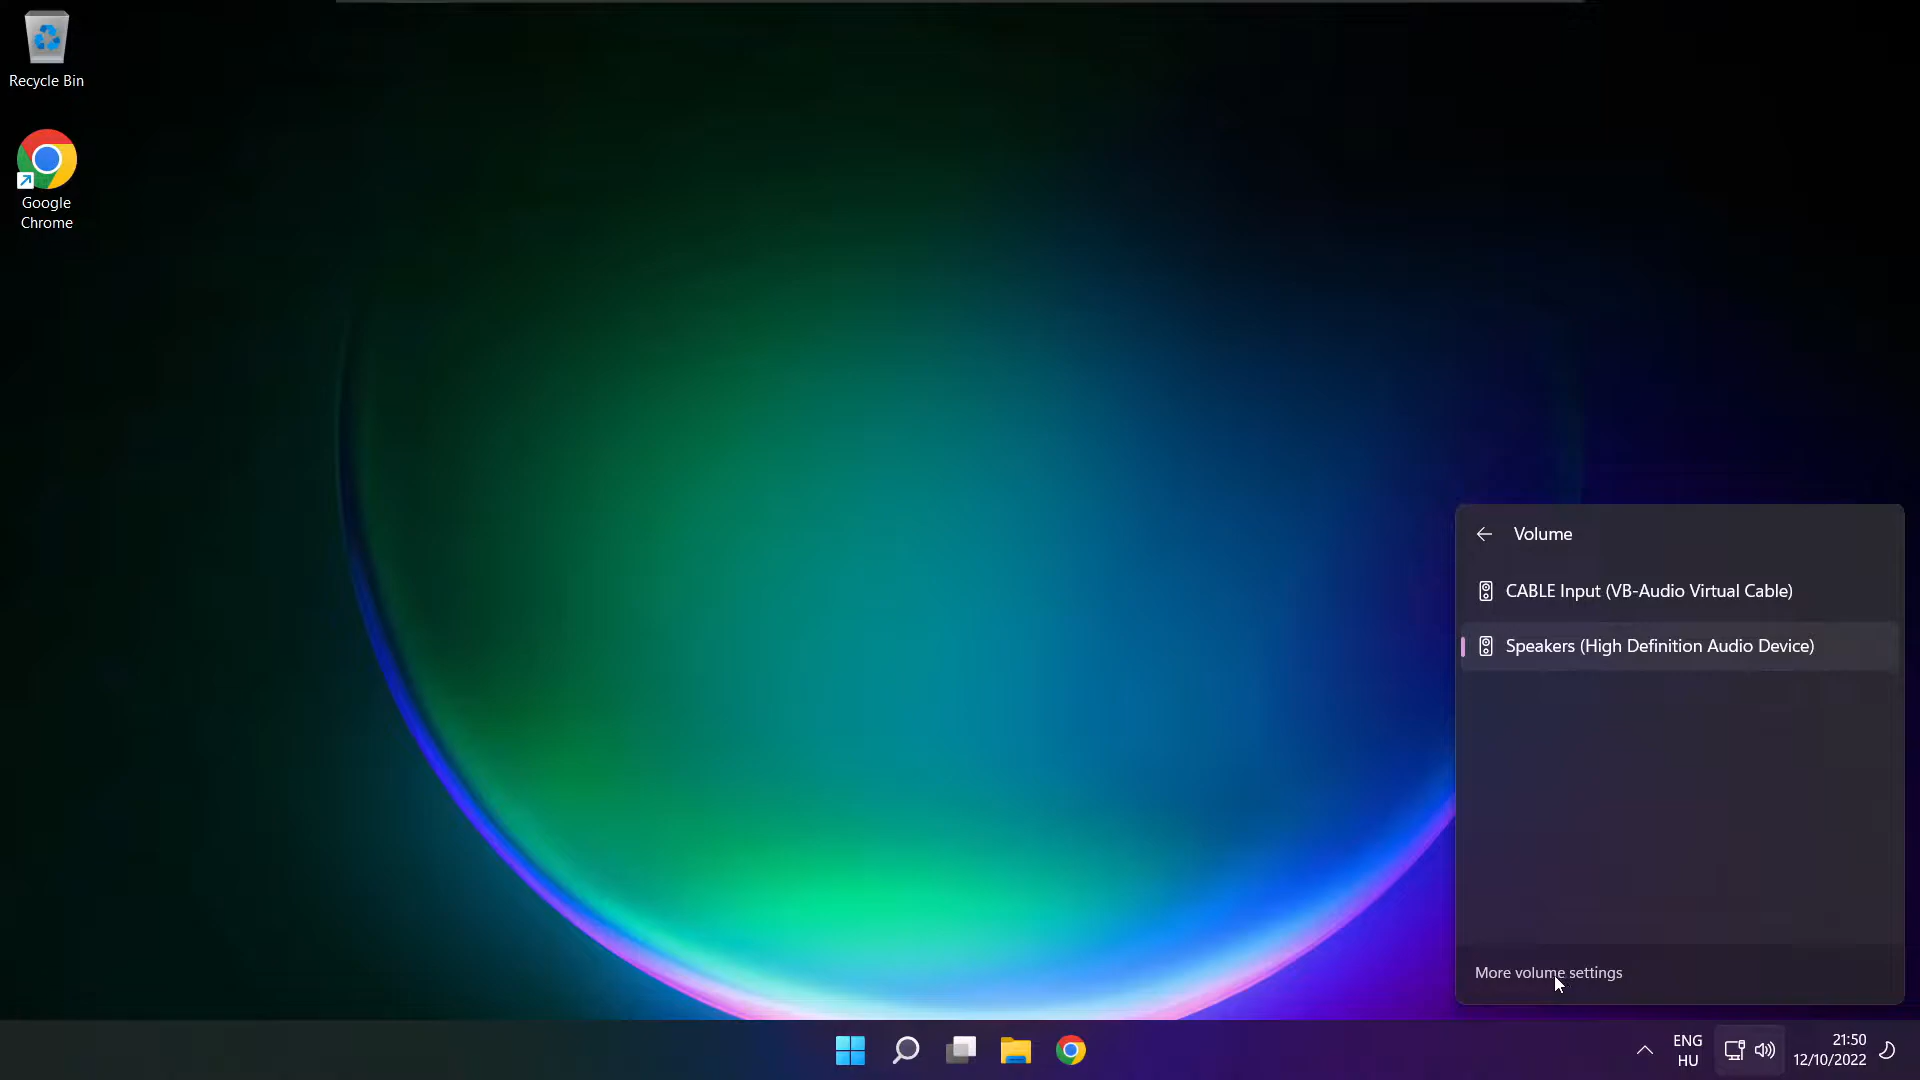 Recycle Bin
Google
Chrome
Volume
CABLE Input (VB-Audio Virtual Cable)
Speakers (High Definition Audio Device)
More volume settings
ENG
HU
21:50
12/10/2022